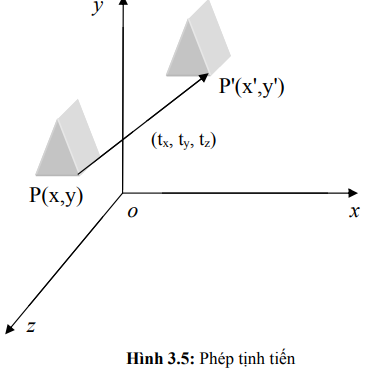 y
P'(x',y')
(tx, ty, tz)
P(x,y)
o
x
z
Hình 3.5: Phép tịnh tiến